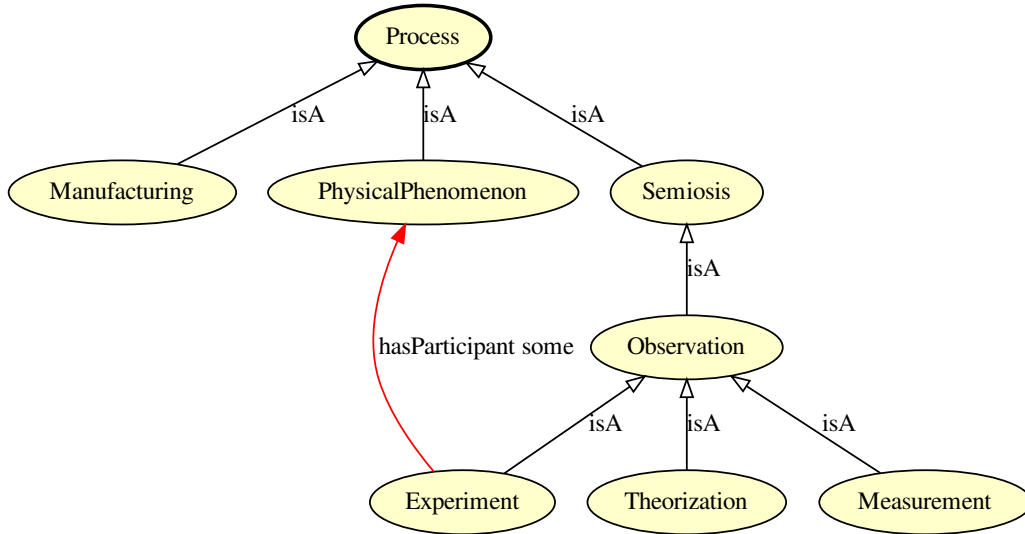 Process
isA
isA
isA
Manufacturing
PhysicalPhenomenon
Semiosis
isA
hasParticipant some
Observation
isA
isA
isA
Experiment
Theorization
Measurement